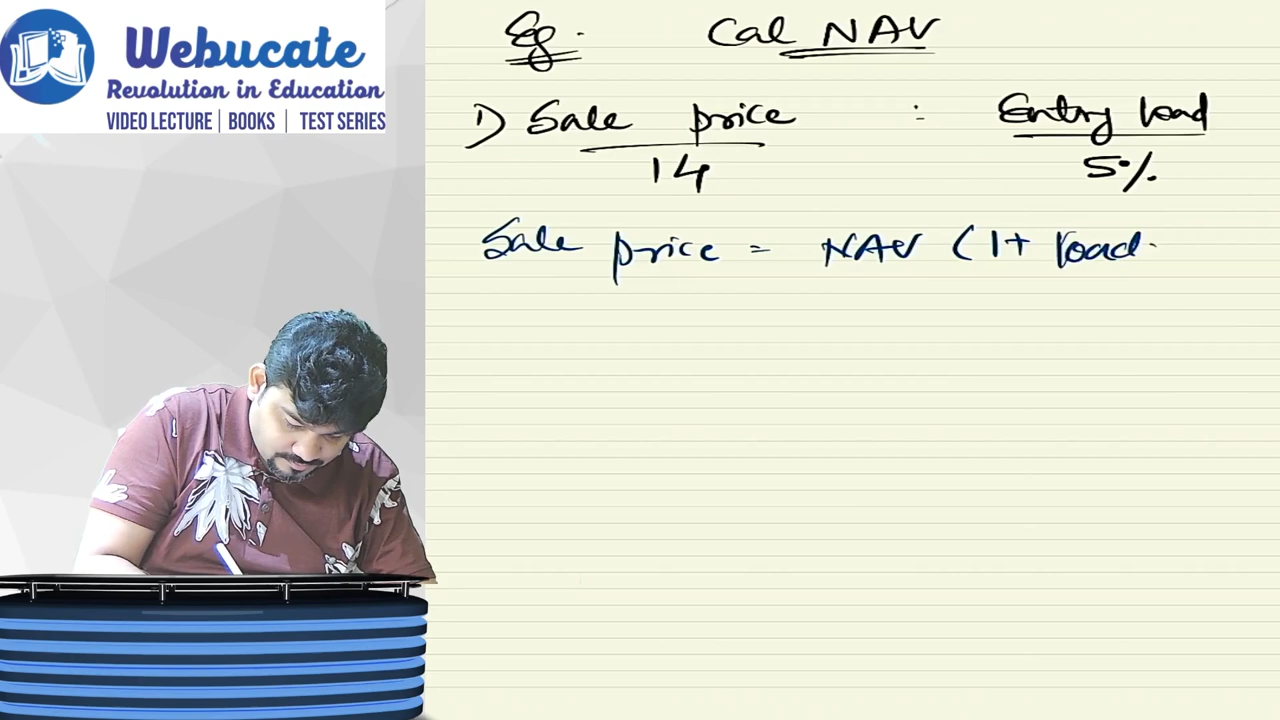 Webucate
Revolution in Education
VIDEO LECTURE | BOOKS | TEST SERIES
Eg. Cal NAV
1) Sale price : Entry load
14 5%
Sale price = NAV (1+ load